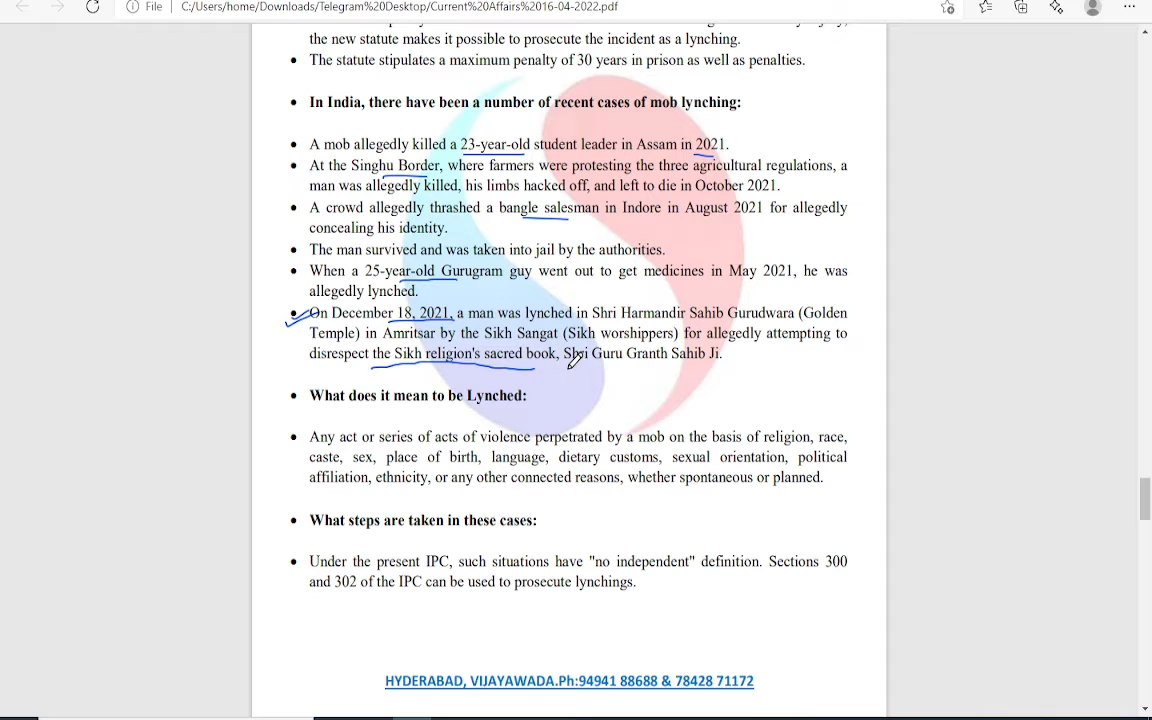 File
C:/Users/home/Downloads/Telegram%20Desktop/Current%20Affairs%2016-04-2022.pdf
the new statute makes it possible to prosecute the incident as a lynching.
• The statute stipulates a maximum penalty of 30 years in prison as well as penalties.
• In India, there have been a number of recent cases of mob lynching:
• A mob allegedly killed a 23-year-old student leader in Assam in 2021.
• At the Singhu Border, where farmers were protesting the three agricultural regulations, a
man was allegedly killed, his limbs hacked off, and left to die in October 2021.
• A crowd allegedly thrashed a bangle salesman in Indore in August 2021 for allegedly
concealing his identity.
• The man survived and was taken into jail by the authorities.
• When a 25-year-old Gurugram guy went out to get medicines in May 2021, he was
allegedly lynched.
• On December 18, 2021, a man was lynched in Shri Harmandir Sahib Gurudwara (Golden
Temple) in Amritsar by the Sikh Sangat (Sikh worshippers) for allegedly attempting to
disrespect the Sikh religion's sacred book, Shri Guru Granth Sahib Ji.
• What does it mean to be Lynched:
• Any act or series of acts of violence perpetrated by a mob on the basis of religion, race,
caste, sex, place of birth, language, dietary customs, sexual orientation, political
affiliation, ethnicity, or any other connected reasons, whether spontaneous or planned.
• What steps are taken in these cases:
• Under the present IPC, such situations have "no independent" definition. Sections 300
and 302 of the IPC can be used to prosecute lynchings.
HYDERABAD, VIJAYAWADA.Ph:94941 88688 & 78428 71172